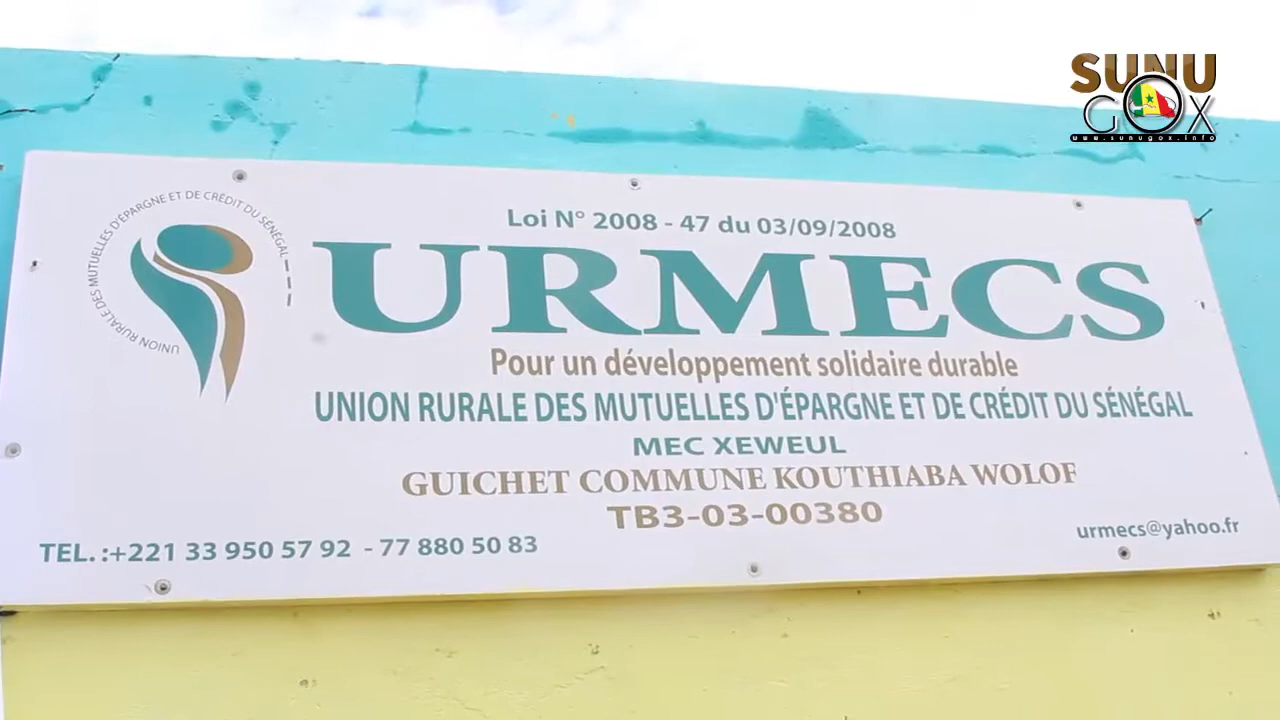 SUNU
GOX
www.sunugox.info
UNION RURALE DES MUTUELLES D'ÉPARGNE ET DE CRÉDIT DU SÉNÉGAL
Loi N° 2008 - 47 du 03/09/2008
URMECS
Pour un développement solidaire durable
UNION RURALE DES MUTUELLES D'ÉPARGNE ET DE CRÉDIT DU SÉNÉGAL
MEC XEWEUL
GUICHET COMMUNE KOUTHIABA WOLOF
TB3-03-00380
TEL. :+221 33 950 57 92 - 77 880 50 83
urmecs@yahoo.fr